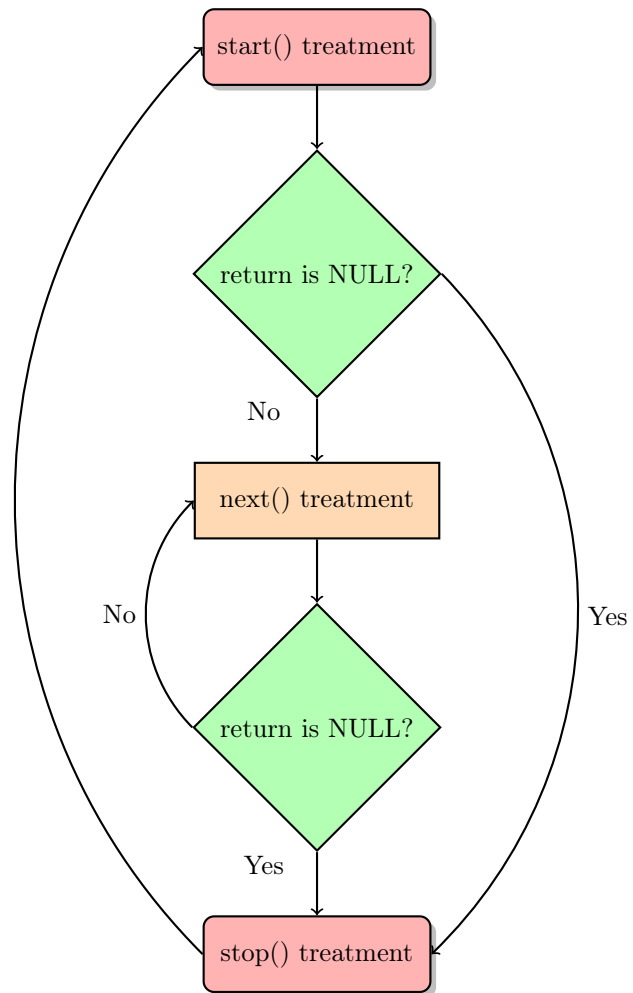 start() treatment
return is NULL?
No
next() treatment
No
Yes
return is NULL?
Yes
stop() treatment